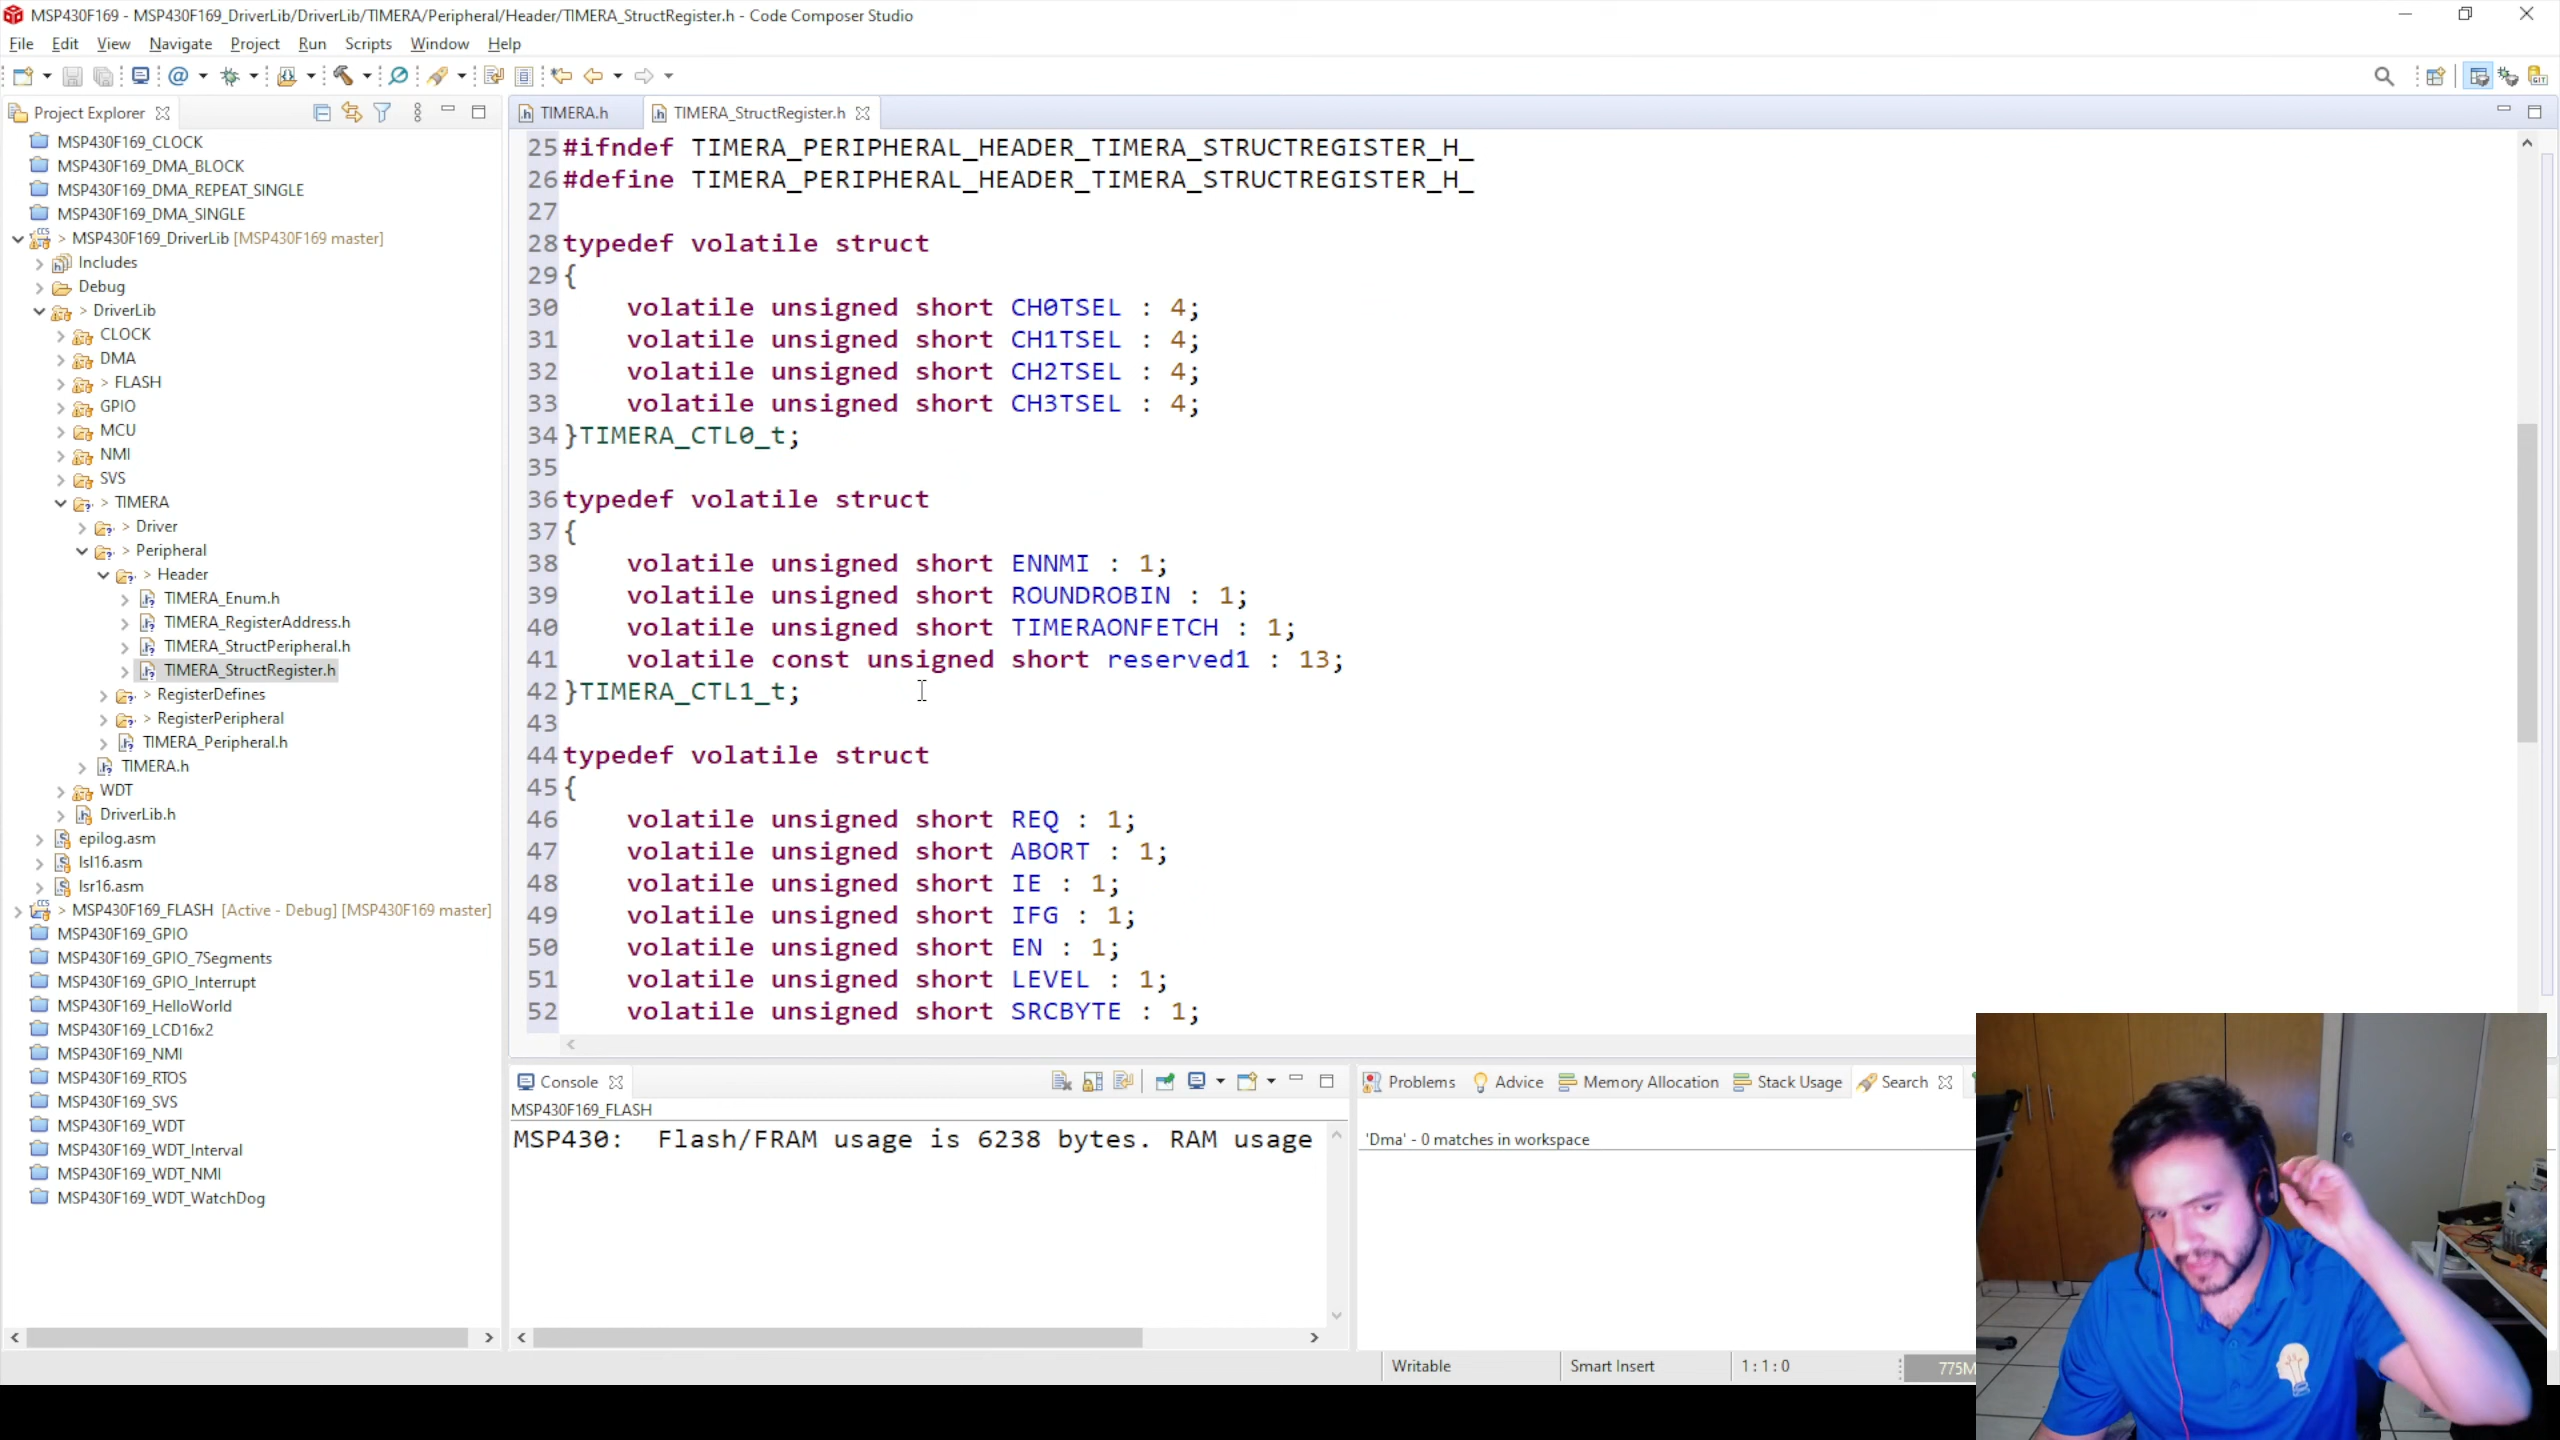 MSP430F169 - MSP430F169_DriverLib/DriverLib/TIMERA/Peripheral/Header/TIMERA_StructRegister.h - Code Composer Studio
File Edit View Navigate Project Run Scripts Window Help
Project Explorer
MSP430F169_CLOCK
MSP430F169_DMA_BLOCK
MSP430F169_DMA_REPEAT_SINGLE
MSP430F169_DMA_SINGLE
> MSP430F169_DriverLib [MSP430F169 master]
Includes
Debug
> DriverLib
CLOCK
DMA
> FLASH
GPIO
MCU
NMI
SVS
> TIMERA
> Driver
> Peripheral
> Header
TIMERA_Enum.h
TIMERA_RegisterAddress.h
TIMERA_StructPeripheral.h
TIMERA_StructRegister.h
> RegisterDefines
> RegisterPeripheral
TIMERA_Peripheral.h
TIMERA.h
WDT
DriverLib.h
epilog.asm
lsl16.asm
lsr16.asm
> MSP430F169_FLASH [Active - Debug] [MSP430F169 master]
MSP430F169_GPIO
MSP430F169_GPIO_7Segments
MSP430F169_GPIO_Interrupt
MSP430F169_HelloWorld
MSP430F169_LCD16x2
MSP430F169_NMI
MSP430F169_RTOS
MSP430F169_SVS
MSP430F169_WDT
MSP430F169_WDT_Interval
MSP430F169_WDT_NMI
MSP430F169_WDT_WatchDog
TIMERA.h TIMERA_StructRegister.h
25 #ifndef TIMERA_PERIPHERAL_HEADER_TIMERA_STRUCTREGISTER_H_
26 #define TIMERA_PERIPHERAL_HEADER_TIMERA_STRUCTREGISTER_H_
27
28 typedef volatile struct
29 {
30 volatile unsigned short CH0TSEL : 4;
31 volatile unsigned short CH1TSEL : 4;
32 volatile unsigned short CH2TSEL : 4;
33 volatile unsigned short CH3TSEL : 4;
34 }TIMERA_CTL0_t;
35
36 typedef volatile struct
37 {
38 volatile unsigned short ENNMI : 1;
39 volatile unsigned short ROUNDROBIN : 1;
40 volatile unsigned short TIMERAONFETCH : 1;
41 volatile const unsigned short reserved1 : 13;
42 }TIMERA_CTL1_t;
43
44 typedef volatile struct
45 {
46 volatile unsigned short REQ : 1;
47 volatile unsigned short ABORT : 1;
48 volatile unsigned short IE : 1;
49 volatile unsigned short IFG : 1;
50 volatile unsigned short EN : 1;
51 volatile unsigned short LEVEL : 1;
52 volatile unsigned short SRCBYTE : 1;
Console
MSP430F169_FLASH
MSP430: Flash/FRAM usage is 6238 bytes. RAM usage
Problems Advice Memory Allocation Stack Usage Search
'Dma' - 0 matches in workspace
Writable Smart Insert 1 : 1 : 0 775M